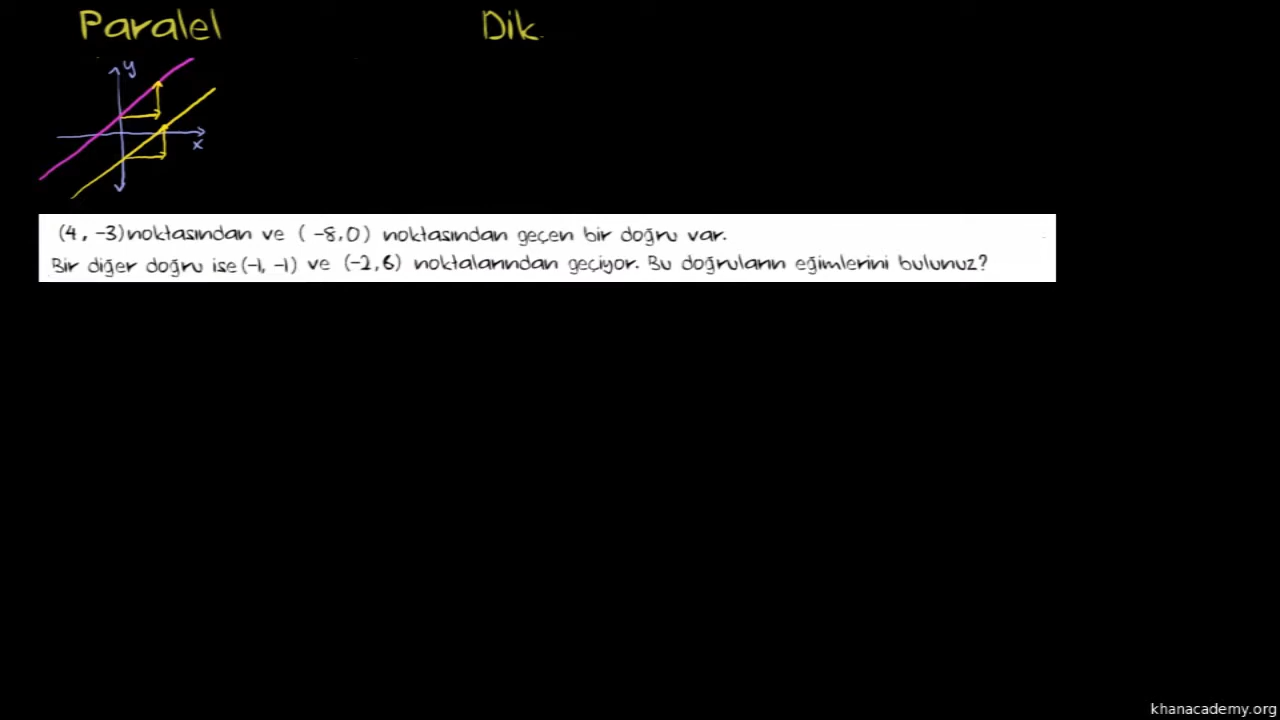 Paralel
Dik
y
x
(4, -3)noktasından ve ( -8,0) noktasından geçen bir doğru var.
Bir diğer doğru ise (-1, -1) ve (-2,6) noktalarından geçiyor. Bu doğruların eğimlerini bulunuz?
khanacademy.org